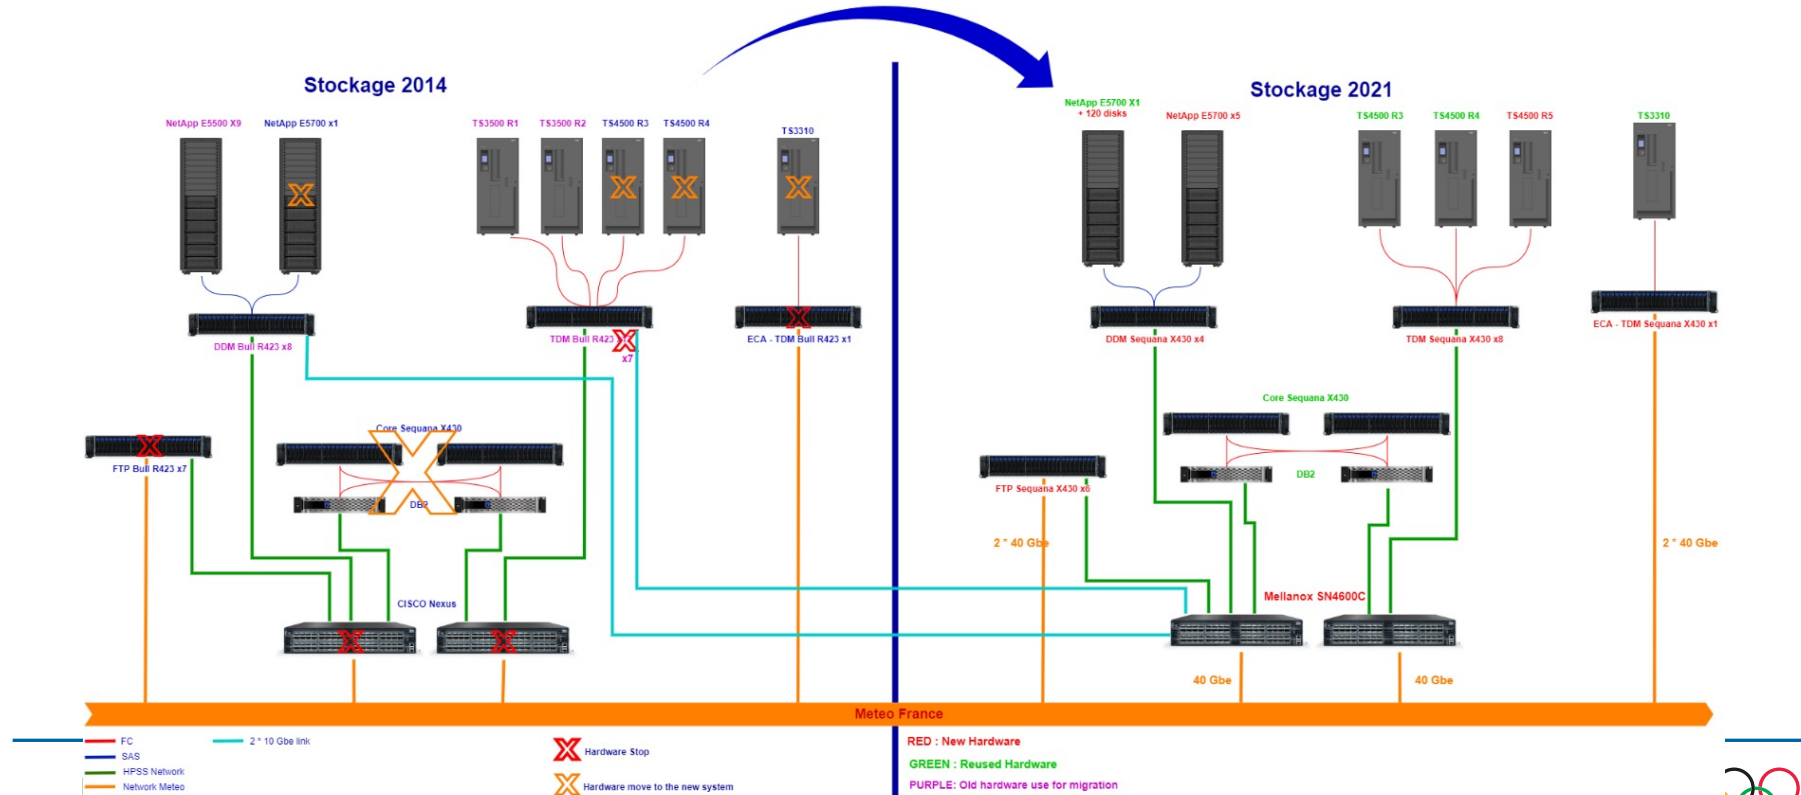 Stockage 2014
Stockage 2021
NetApp E5500 X9
NetApp E5700 x1
TS3500 R1
TS3500 R2
TS4500 R3
TS4500 R4
TS3310
NetApp E5700 X1
+ 120 disks
NetApp E5700 x5
TS4500 R3
TS4500 R4
TS4500 R5
TS3310
DDM Bull R423 x8
TDM Bull R423
x7
ECA - TDM Bull R423 x1
DDM Sequana X430 x4
TDM Sequana X430 x8
ECA - TDM Sequana X430 x1
Core Sequana X430
Core Sequana X430
FTP Bull R423 x7
DB2
FTP Sequana X430 x6
DB2
2 * 40 Gbe
2 * 40 Gbe
CISCO Nexus
Mellanox SN4600C
40 Gbe
40 Gbe
Meteo France
FC
SAS
HPSS Network
Network Meteo
2 * 10 Gbe link
Hardware Stop
Hardware move to the new system
RED : New Hardware
GREEN : Reused Hardware
PURPLE: Old hardware use for migration